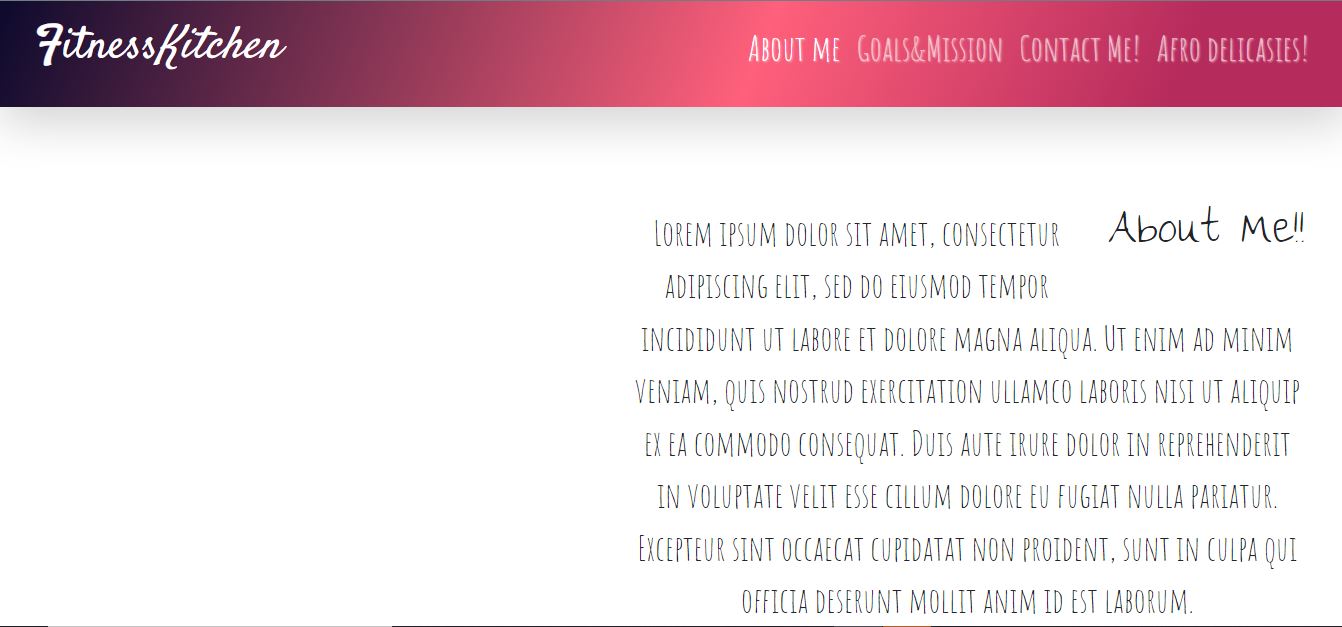 FitnessKitchen
About me Goals&Mission Contact Me! Afro delicasies!
About Me!!
Lorem ipsum dolor sit amet, consectetur
adipiscing elit, sed do eiusmod tempor
incididunt ut labore et dolore magna aliqua. Ut enim ad minim
veniam, quis nostrud exercitation ullamco laboris nisi ut aliquip
ex ea commodo consequat. Duis aute irure dolor in reprehenderit
in voluptate velit esse cillum dolore eu fugiat nulla pariatur.
Excepteur sint occaecat cupidatat non proident, sunt in culpa qui
officia deserunt mollit anim id est laborum.